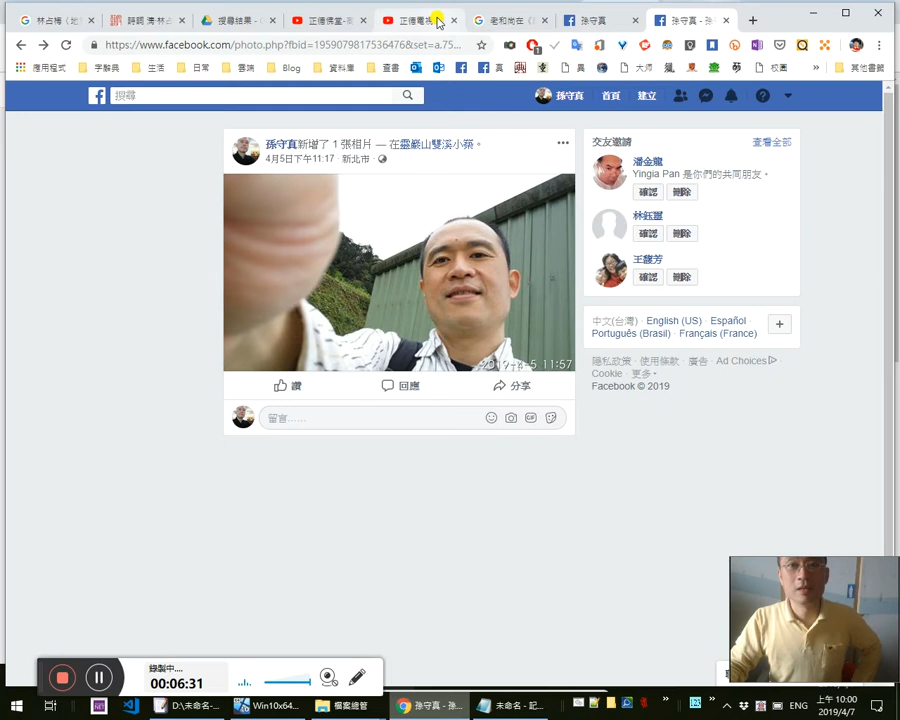 林占梅《地
詩詞 清·林占
搜尋結果 -
正德佛堂-
正德電視
老和尚在《
孫守真
孫守真 - 孫
https://www.facebook.com/photo.php?fbid=1959079817536476&set=a.75...
應用程式 字辭典 生活 日常 雲端 Blog 資料庫 查書 真 異 大师 校園 » 其他書籤
搜尋
孫守真 首頁 建立
孫守真新增了 1 張相片 — 在靈巖山雙溪小築。
4月5日下午11:17 · 新北市 ·
2019-4-5 11:57
讚 回應 分享
留言......
GIF
交友邀請 查看全部
潘金龍
Yingjia Pan 是你們的共同朋友。
確認 刪除
林鈺靈
確認 刪除
王馥芳
確認 刪除
中文(台灣) · English (US) · Español ·
Português (Brasil) · Français (France)
隱私政策 · 使用條款 · 廣告 · Ad Choices
Cookie · 更多
Facebook © 2019
錄製中....
00:06:31
D:\未命名-... Win10x64... 檔案總管 孫守真 - 孫... 未命名 - 記... » » ENG
上午 10:00
2019/4/7